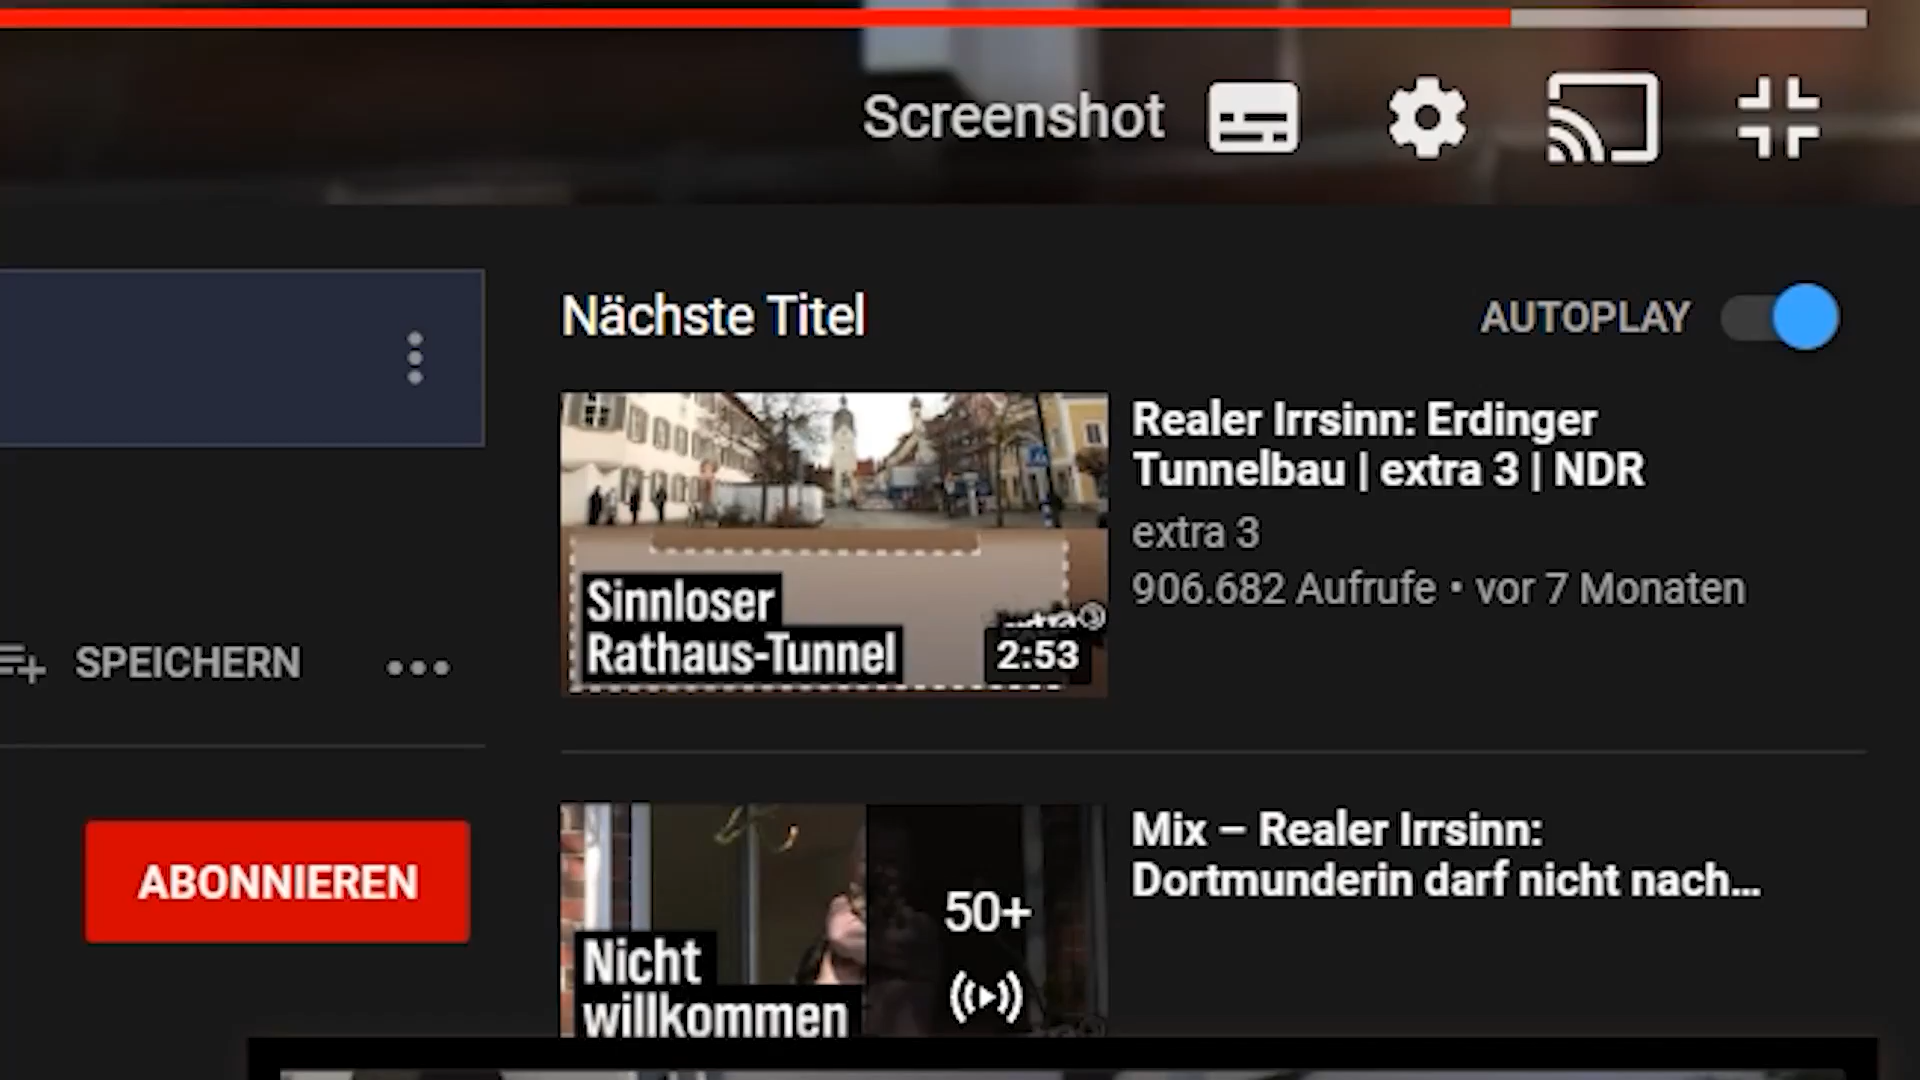 Screenshot
Nächste Titel
AUTOPLAY
Realer Irrsinn: Erdinger
Tunnelbau | extra 3 | NDR
extra 3
906.682 Aufrufe • vor 7 Monaten
Sinnloser
Rathaus-Tunnel
2:53
SPEICHERN
ABONNIEREN
Mix – Realer Irrsinn:
Dortmunderin darf nicht nach...
50+
Nicht
willkommen